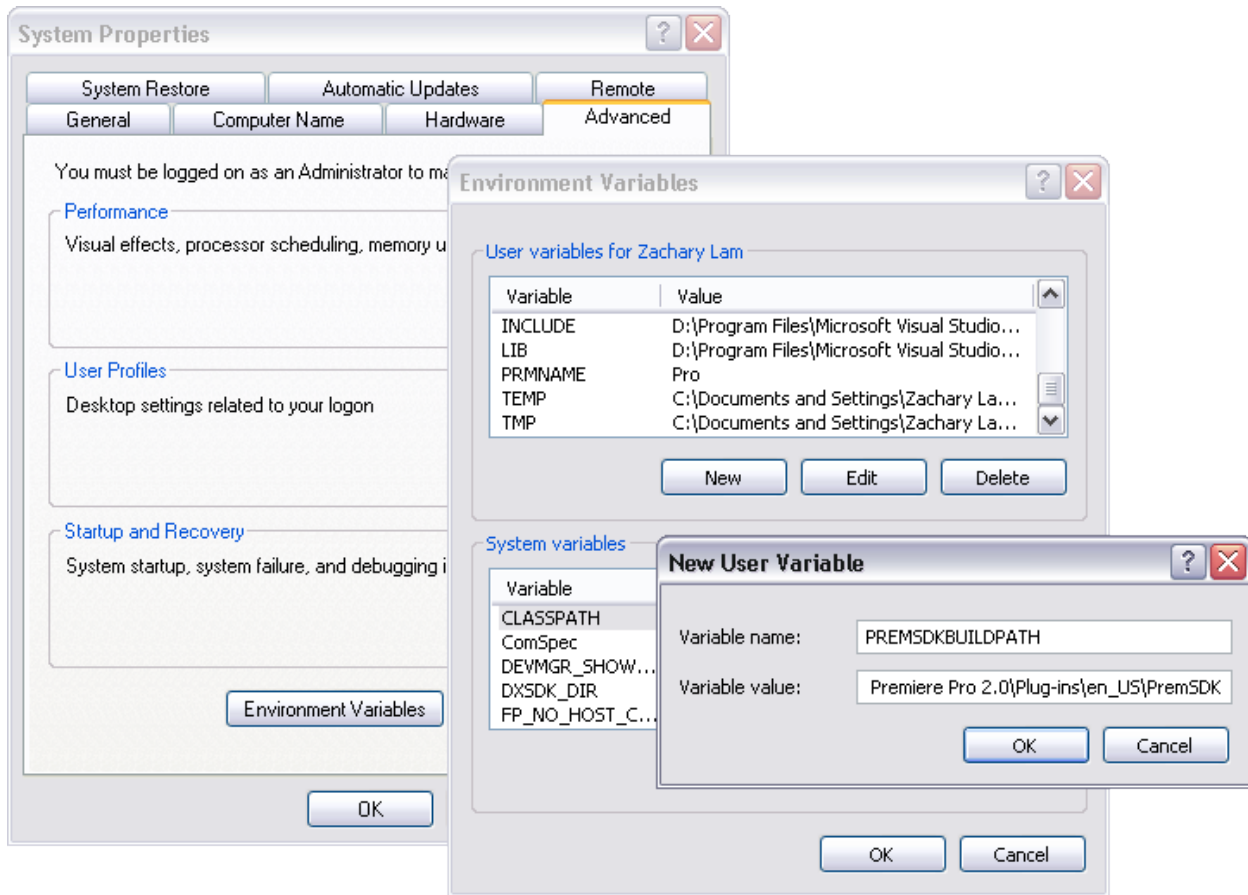 System Properties
System Restore Automatic Updates Remote
General Computer Name Hardware Advanced
You must be logged on as an Administrator to ma
Performance
Visual effects, processor scheduling, memory u
User Profiles
Desktop settings related to your logon
Startup and Recovery
System startup, system failure, and debugging i
Environment Variables
OK
Environment Variables
User variables for Zachary Lam
Variable Value
INCLUDE D:\Program Files\Microsoft Visual Studio...
LIB D:\Program Files\Microsoft Visual Studio...
PRMNAME Pro
TEMP C:\Documents and Settings\Zachary La...
TMP C:\Documents and Settings\Zachary La...
New Edit Delete
System variables
Variable
CLASSPATH
ComSpec
DEVMGR_SHOW...
DXSDK_DIR
FP_NO_HOST_C...
OK Cancel
New User Variable
Variable name: PREMSDKBUILDPATH
Variable value: Premiere Pro 2.0\Plug-ins\en_US\PremSDK
OK Cancel